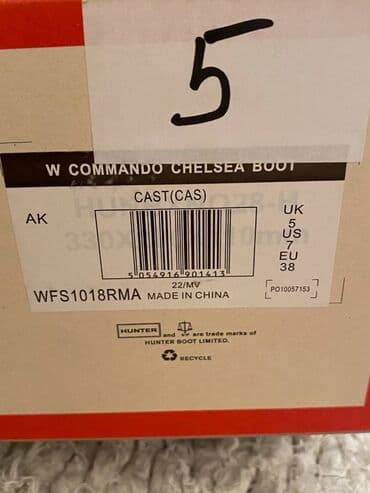 5
W COMMANDO CHELSEA BOOT
CAST(CAS)
AK
UK
5
US
7
EU
38
5 054916 901413
22/MV
WFS1018RMA MADE IN CHINA
PO10057153
HUNTER and are trade marks of
HUNTER BOOT LIMITED.
RECYCLE